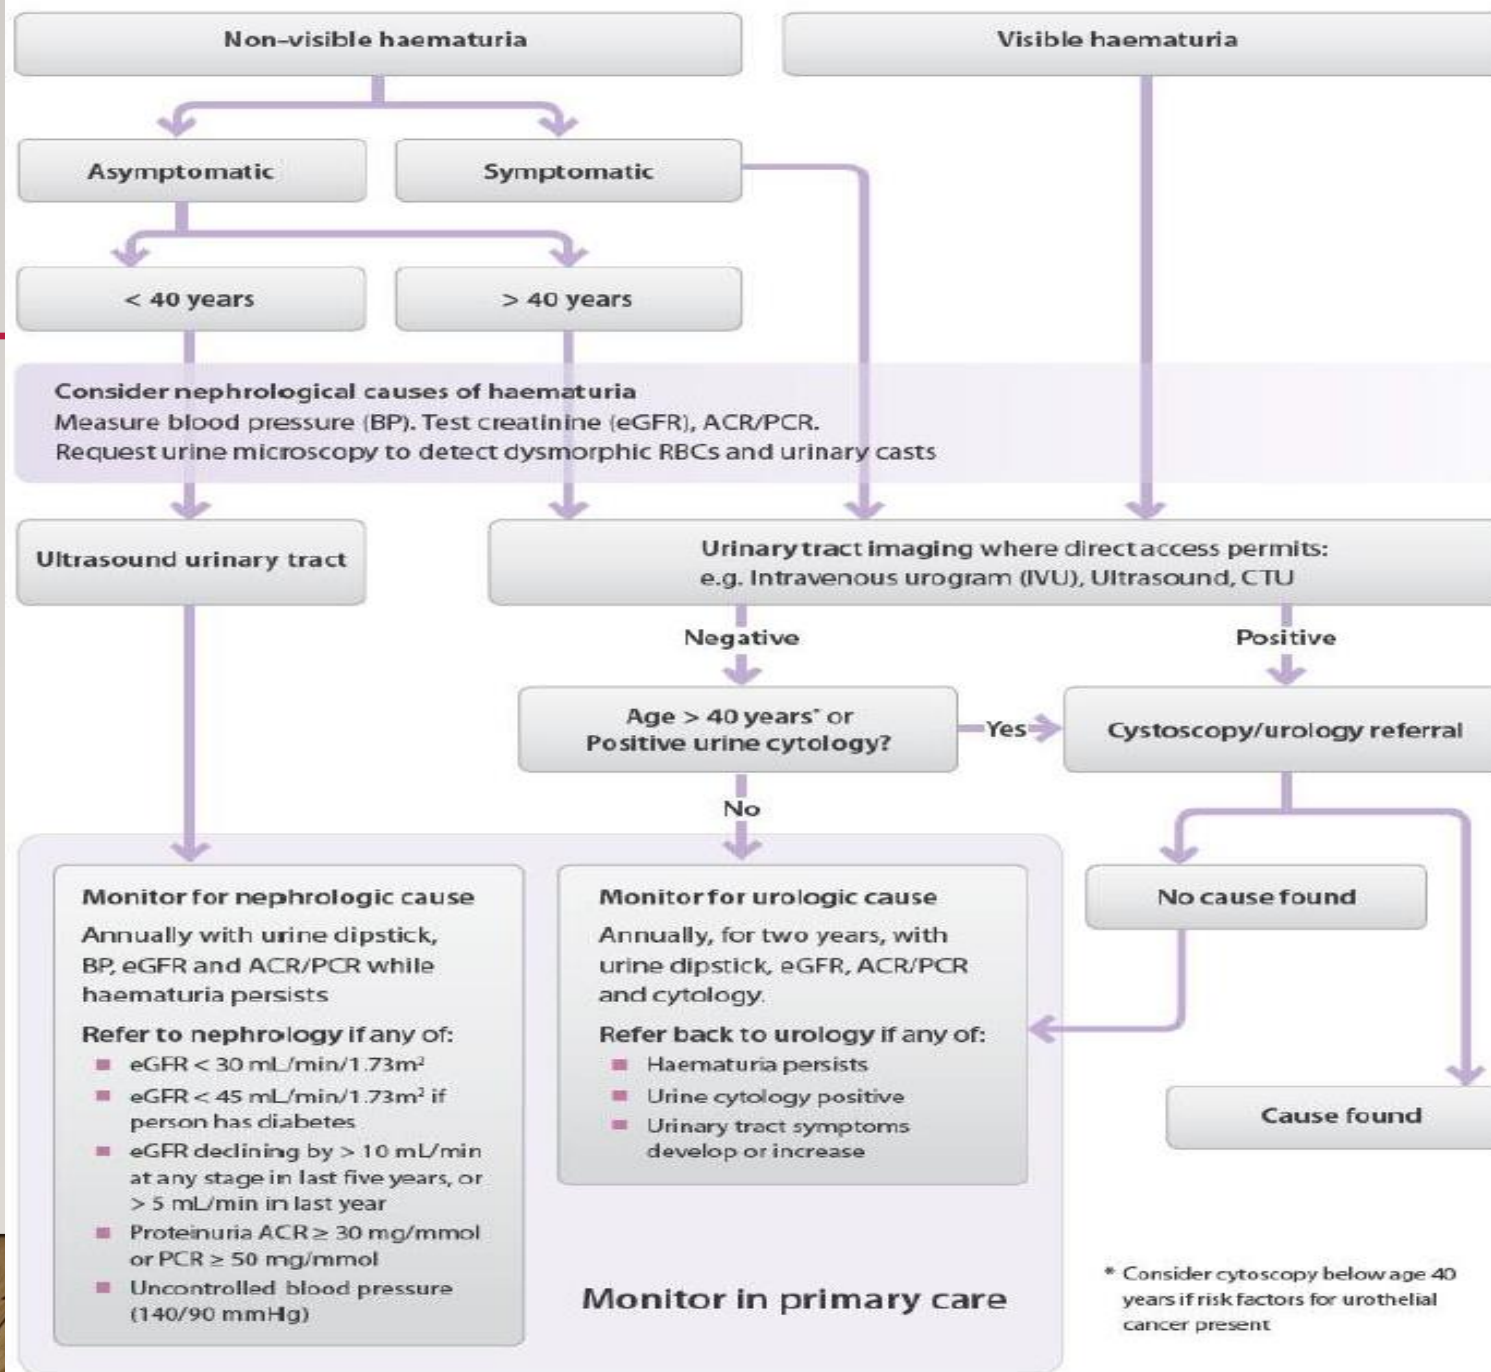 Non-visible haematuria
Visible haematuria
Asymptomatic
Symptomatic
< 40 years
> 40 years
Consider nephrological causes of haematuria
Measure blood pressure (BP). Test creatinine (eGFR), ACR/PCR.
Request urine microscopy to detect dysmorphic RBCs and urinary casts
Ultrasound urinary tract
Urinary tract imaging where direct access permits:
e.g. Intravenous urogram (IVU), Ultrasound, CTU
Negative
Positive
Age > 40 years* or
Positive urine cytology?
Yes
Cystoscopy/urology referral
No
Monitor for nephrologic cause
Annually with urine dipstick,
BP, eGFR and ACR/PCR while
haematuria persists
Refer to nephrology if any of:
■ eGFR < 30 mL/min/1.73m²
■ eGFR < 45 mL/min/1.73m² if
person has diabetes
■ eGFR declining by > 10 mL/min
at any stage in last five years, or
> 5 mL/min in last year
■ Proteinuria ACR ≥ 30 mg/mmol
or PCR ≥ 50 mg/mmol
■ Uncontrolled blood pressure
(140/90 mmHg)
Monitor for urologic cause
Annually, for two years, with
urine dipstick, eGFR, ACR/PCR
and cytology.
Refer back to urology if any of:
■ Haematuria persists
■ Urine cytology positive
■ Urinary tract symptoms
develop or increase
Monitor in primary care
No cause found
Cause found
* Consider cytoscopy below age 40
years if risk factors for urothelial
cancer present